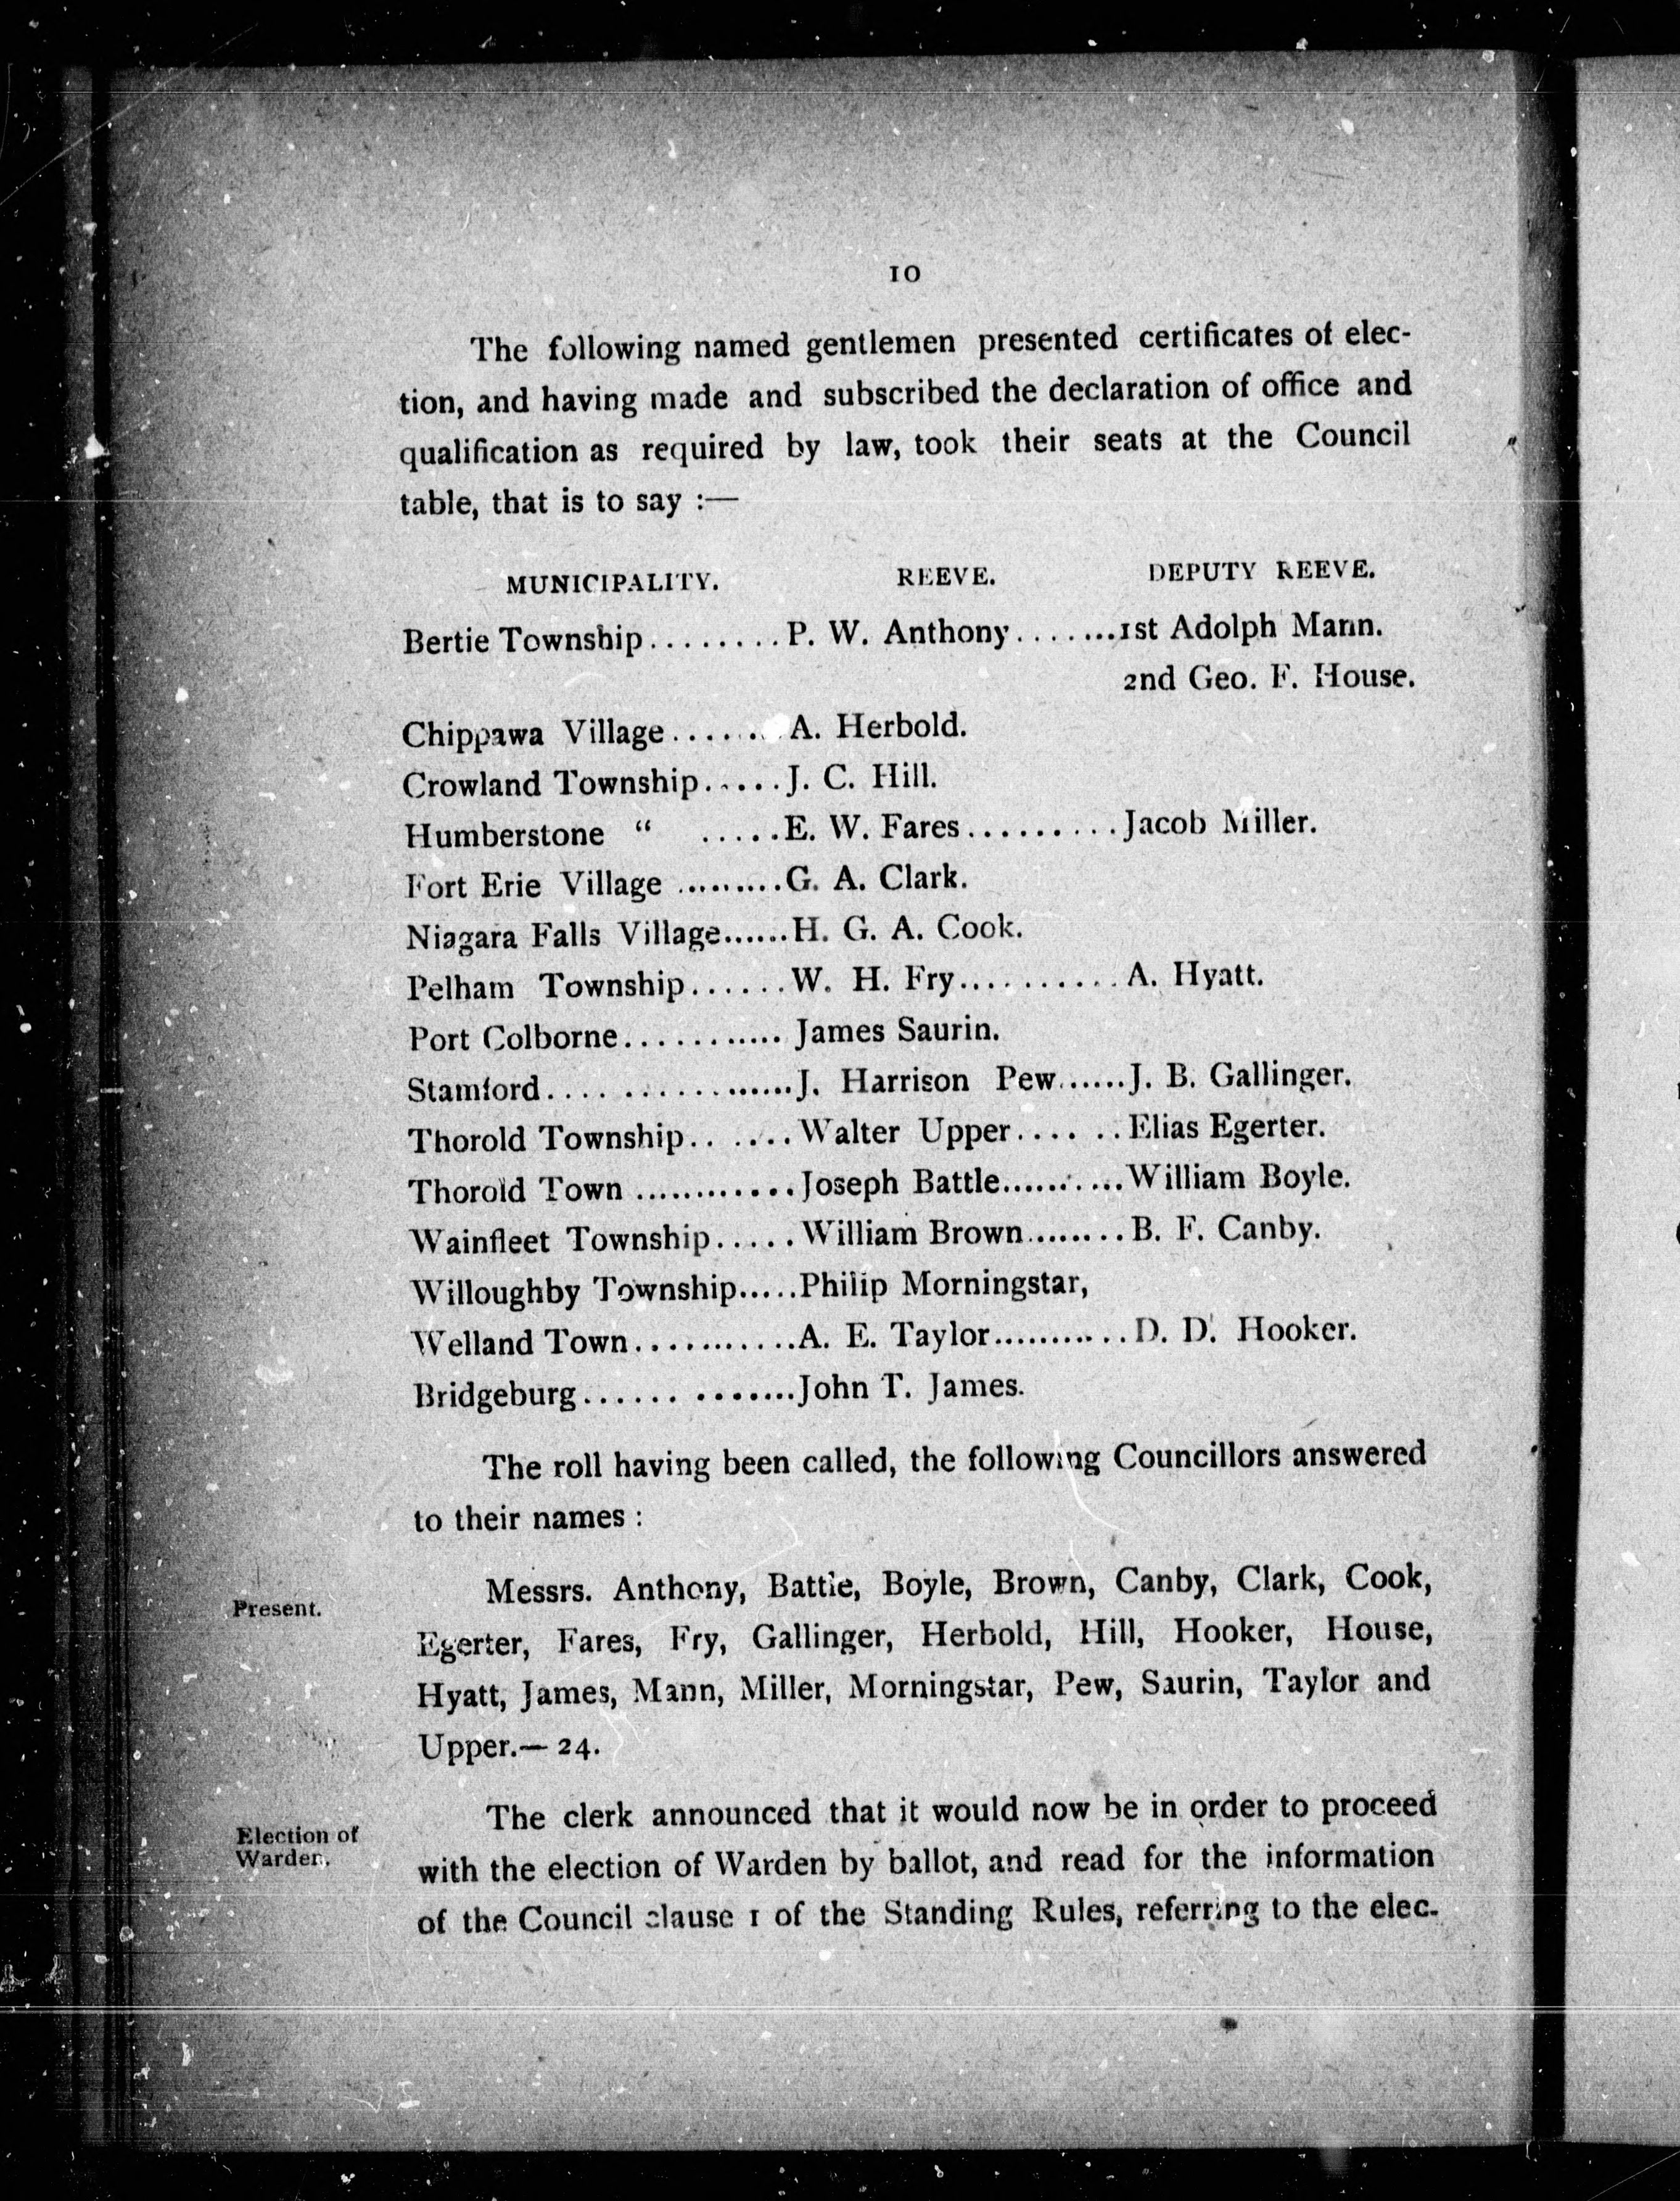 10
The following named gentlemen presented certificates of elec-
tion, and having made and subscribed the declaration of office and
qualification as required by law, took their seats at the Council
table, that is to say :—
MUNICIPALITY. REEVE. DEPUTY REEVE.
Bertie Township........P. W. Anthony.......1st Adolph Mann.
2nd Geo. F. House.
Chippawa Village.......A. Herbold.
Crowland Township.....J. C. Hill.
Humberstone “ .....E. W. Fares.........Jacob Miller.
Fort Erie Village .........G. A. Clark.
Niagara Falls Village......H. G. A. Cook.
Pelham Township......W. H. Fry..........A. Hyatt.
Port Colborne............ James Saurin.
Stamford.... .............J. Harrison Pew......J. B. Gallinger.
Thorold Township.. ....Walter Upper.... ..Elias Egerter.
Thorold Town ............Joseph Battle..........William Boyle.
Wainfleet Township.....William Brown........B. F. Canby.
Willoughby Township.....Philip Morningstar,
Welland Town............A. E. Taylor...........D. D. Hooker.
Bridgeburg...... .......John T. James.
The roll having been called, the following Councillors answered
to their names :
Present.
Messrs. Anthony, Battle, Boyle, Brown, Canby, Clark, Cook,
Egerter, Fares, Fry, Gallinger, Herbold, Hill, Hooker, House,
Hyatt, James, Mann, Miller, Morningstar, Pew, Saurin, Taylor and
Upper.— 24.
Election of
Warden.
The clerk announced that it would now be in order to proceed
with the election of Warden by ballot, and read for the information
of the Council clause 1 of the Standing Rules, referring to the elec-